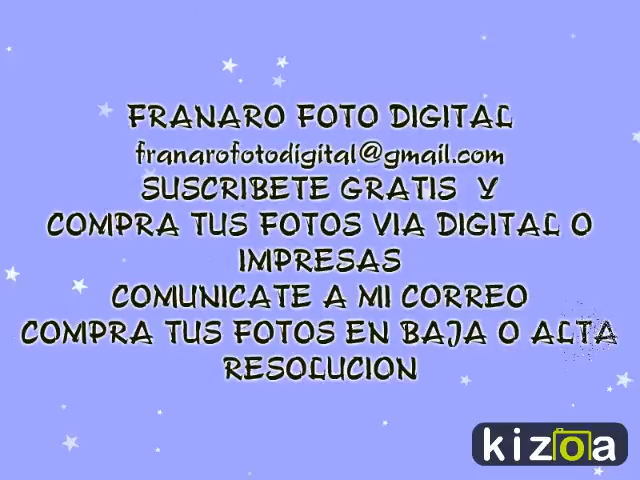 FRANARO FOTO DIGITAL
franarofotodigital@gmail.com
SUSCRIBETE GRATIS Y
COMPRA TUS FOTOS VIA DIGITAL O
IMPRESAS
COMUNICATE A MI CORREO
COMPRA TUS FOTOS EN BAJA O ALTA
RESOLUCION
kizoa